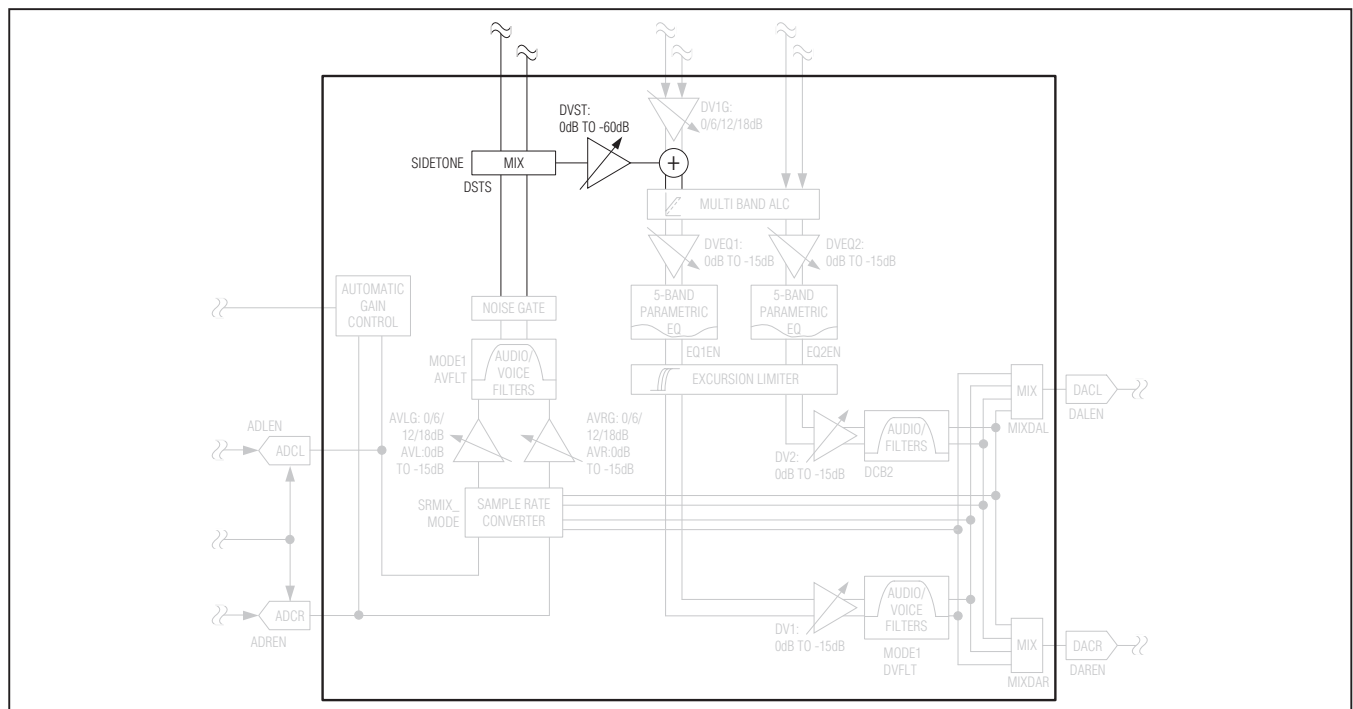 DVST:
0dB TO -60dB
DV1G:
0/6/12/18dB
SIDETONE
MIX
+
DSTS
MULTI BAND ALC
DVEQ1:
0dB TO -15dB
DVEQ2:
0dB TO -15dB
AUTOMATIC
GAIN
CONTROL
NOISE GATE
5-BAND
PARAMETRIC
EQ
5-BAND
PARAMETRIC
EQ
EQ1EN
EQ2EN
MODE1
AVFLT
AUDIO/
VOICE
FILTERS
EXCURSION LIMITER
MIX
DACL
DALEN
MIXDAL
AVLG: 0/6/
12/18dB
AVL:0dB
TO -15dB
AVRG: 0/6/
12/18dB
AVR:0dB
TO -15dB
ADLEN
ADCL
AUDIO/
FILTERS
DV2:
0dB TO -15dB
DCB2
SRMIX_
MODE
SAMPLE RATE
CONVERTER
ADCR
ADREN
AUDIO/
VOICE
FILTERS
DV1:
0dB TO -15dB
MODE1
DVFLT
MIX
DACR
DAREN
MIXDAR